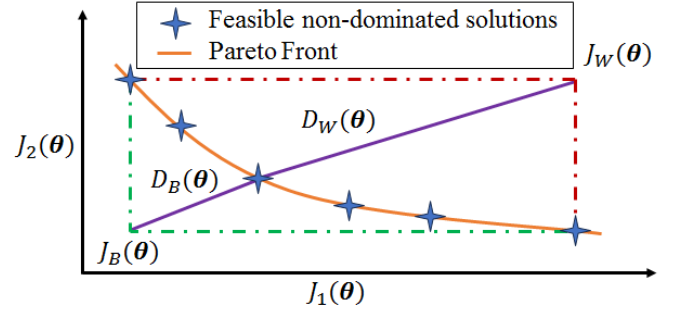 Feasible non-dominated solutions
Pareto Front
J_W(θ)
D_W(θ)
J_2(θ)
D_B(θ)
J_B(θ)
J_1(θ)